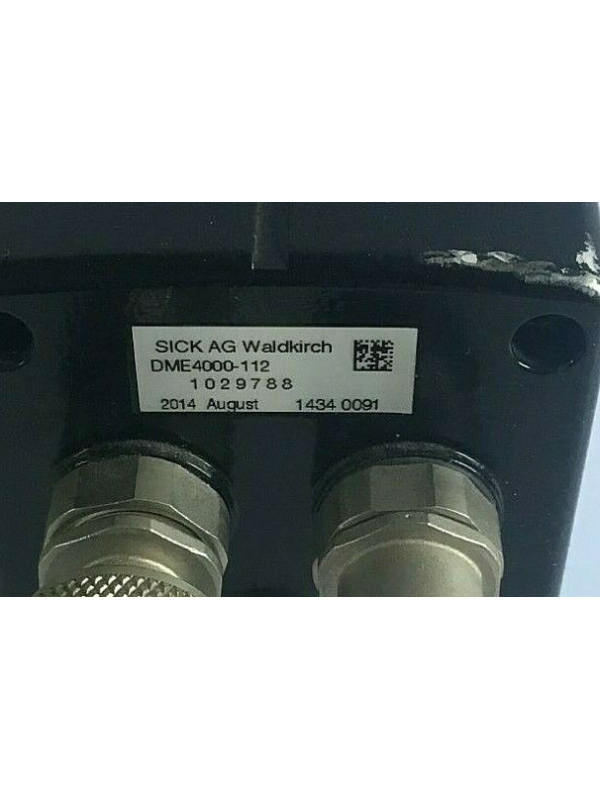 SICK AG Waldkirch
DME4000-112
1029788
2014 August 1434 0091